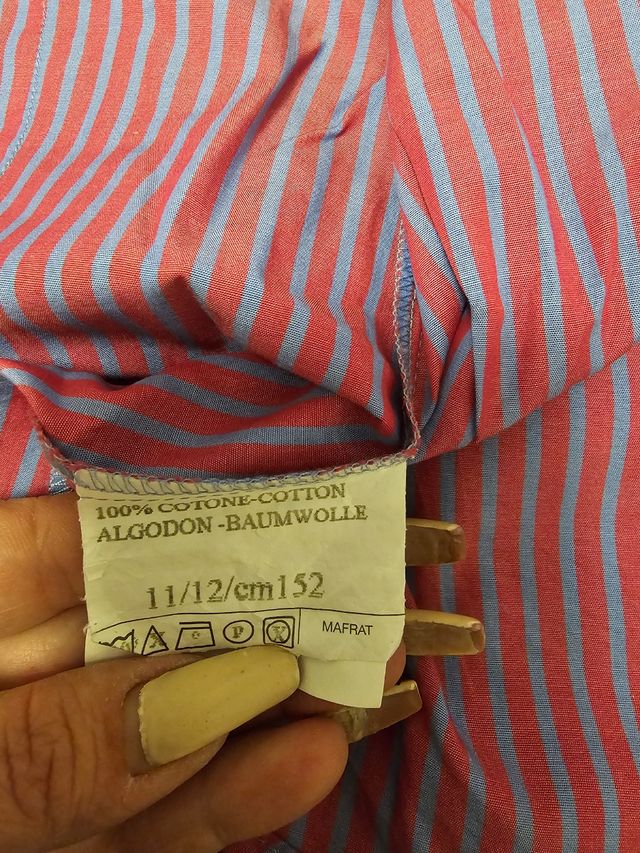 100% COTONE-COTTON
ALGODON -BAUMWOLLE
11/12/cm152
P
MAFRAT